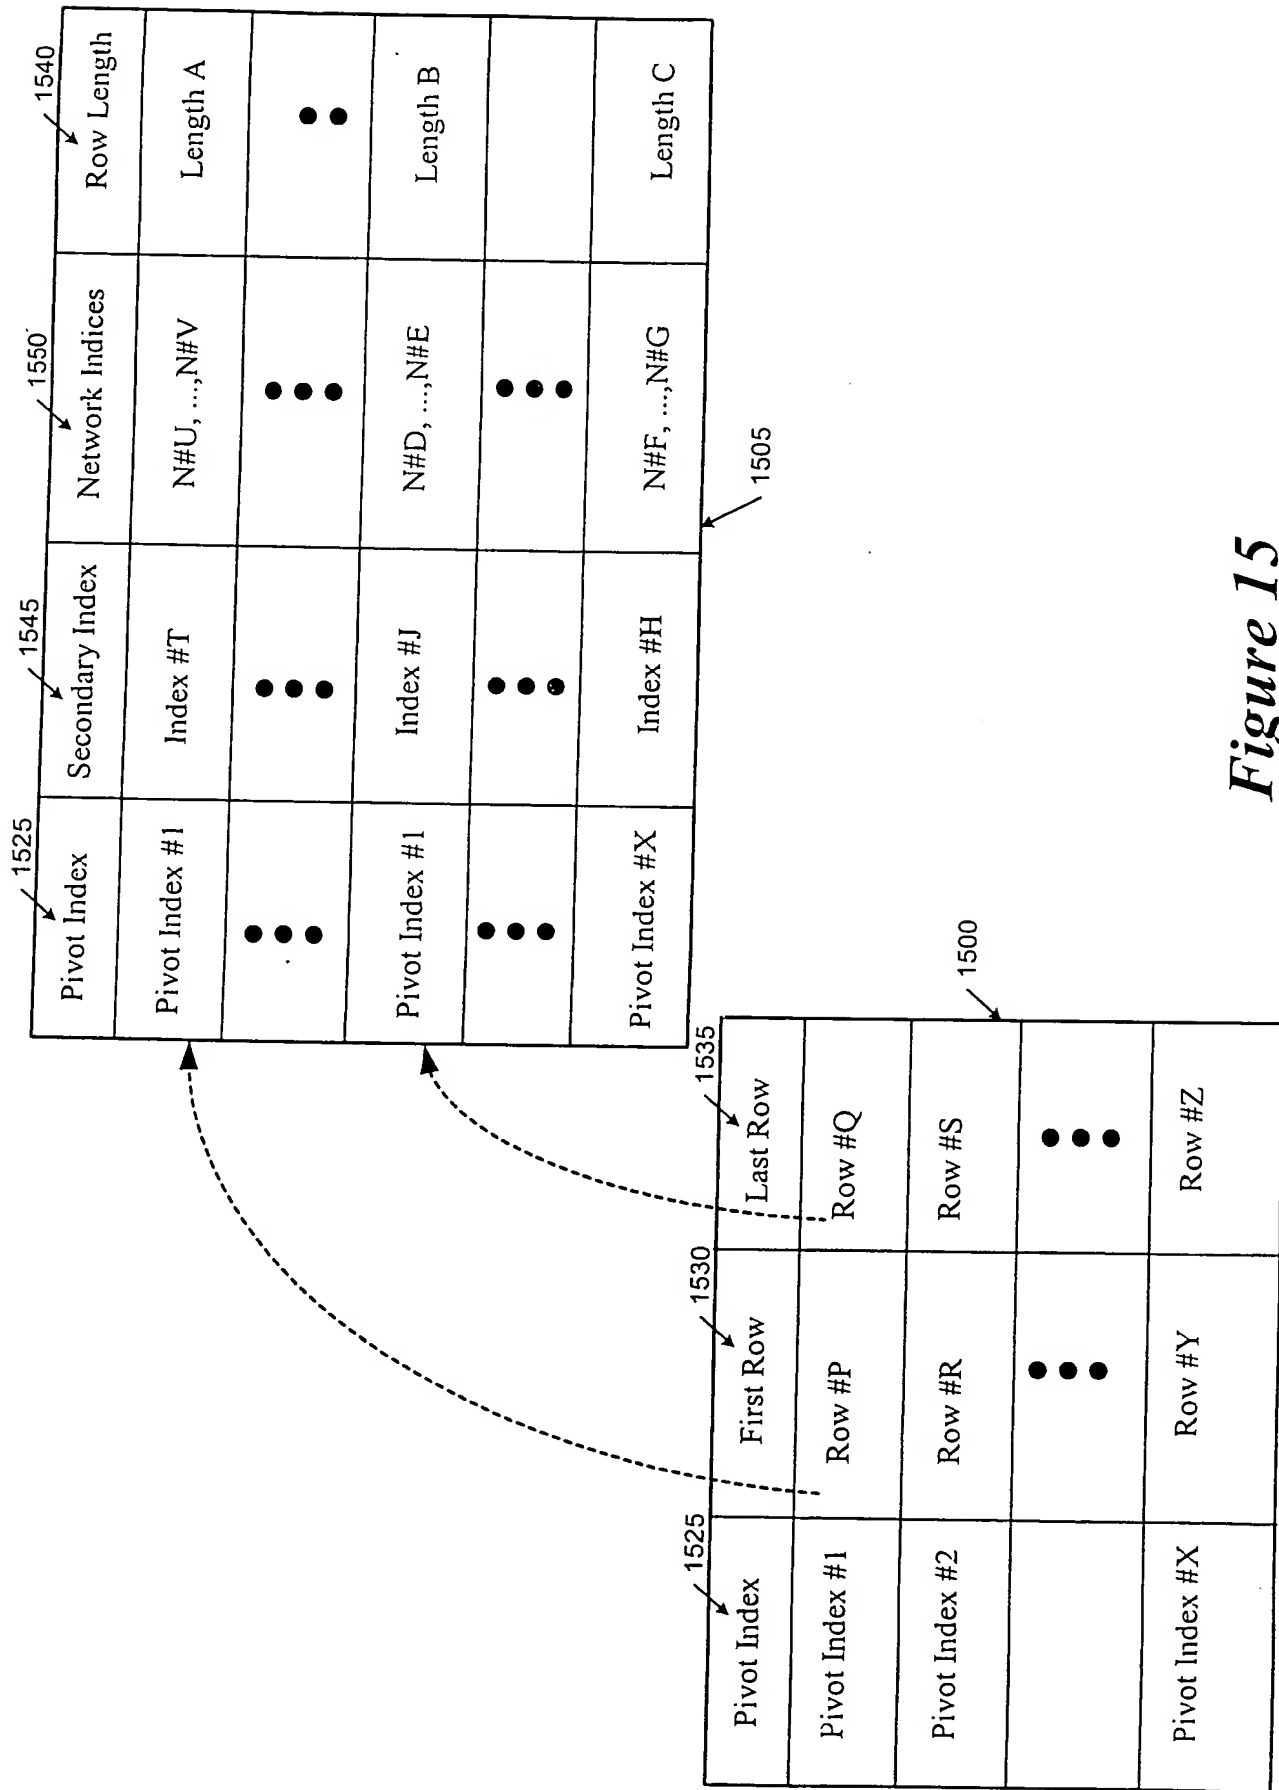 1525 1545 1550 1540
Pivot Index Secondary Index Network Indices Row Length
Pivot Index #1 Index #T N#U, ...,N#V Length A
Pivot Index #1 Index #J N#D, ...,N#E Length B
Pivot Index #X Index #H N#F, ...,N#G Length C
1505
1525 1530 1535
Pivot Index First Row Last Row
Pivot Index #1 Row #P Row #Q
Pivot Index #2 Row #R Row #S
Pivot Index #X Row #Y Row #Z
1500
Figure 15